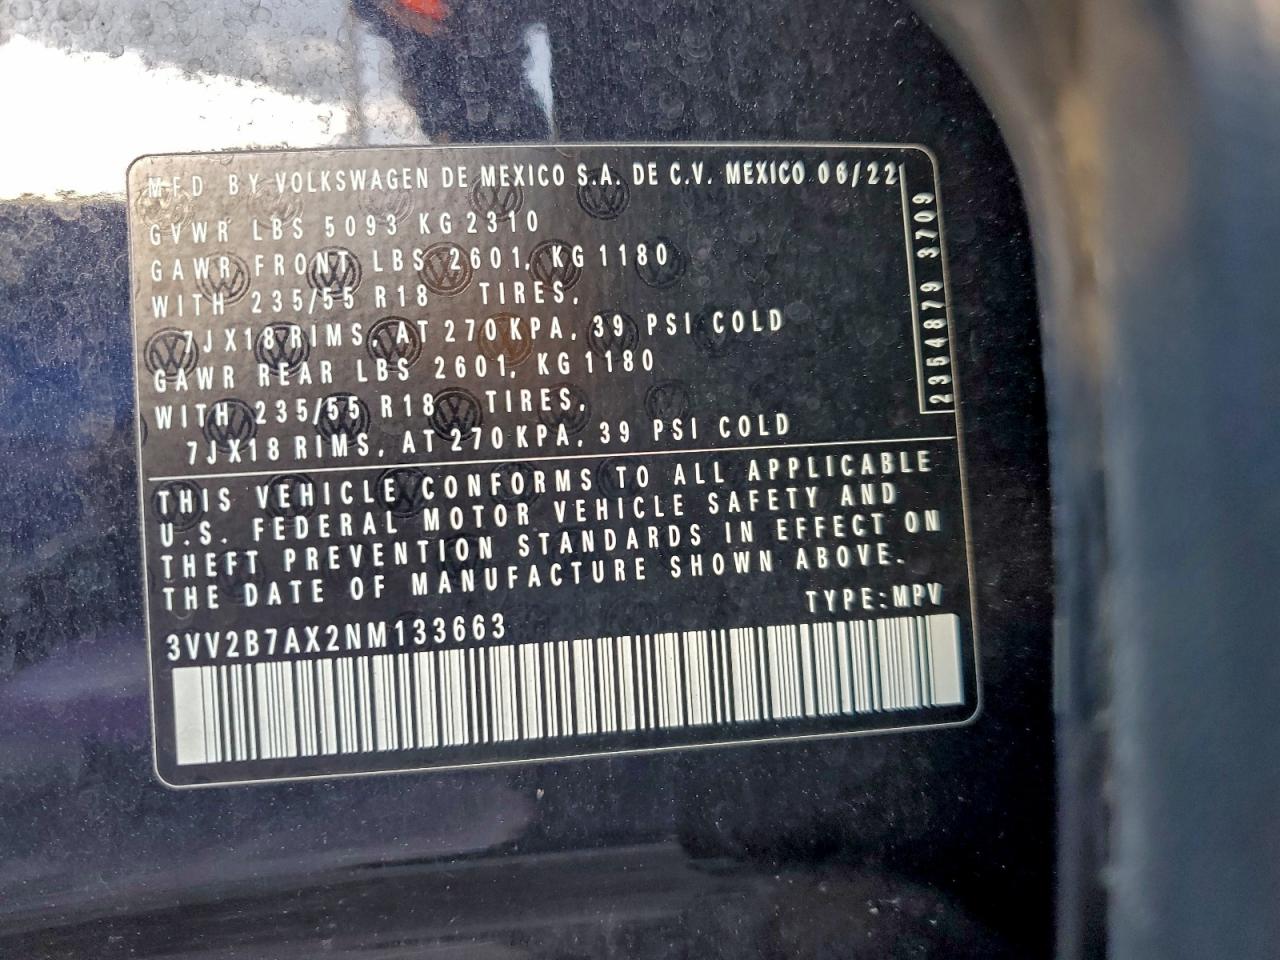 MFD BY VOLKSWAGEN DE MEXICO S.A. DE C.V. MEXICO 06/22
GVWR LBS 5093 KG 2310
GAWR FRONT LBS 2601, KG 1180
WITH 235/55 R18 TIRES,
7JX18 RIMS, AT 270 KPA, 39 PSI COLD
GAWR REAR LBS 2601, KG 1180
WITH 235/55 R18 TIRES,
7JX18 RIMS, AT 270 KPA, 39 PSI COLD
2354879 3709
THIS VEHICLE CONFORMS TO ALL APPLICABLE
U.S. FEDERAL MOTOR VEHICLE SAFETY AND
THEFT PREVENTION STANDARDS IN EFFECT ON
THE DATE OF MANUFACTURE SHOWN ABOVE.
TYPE:MPV
3VV2B7AX2NM133663